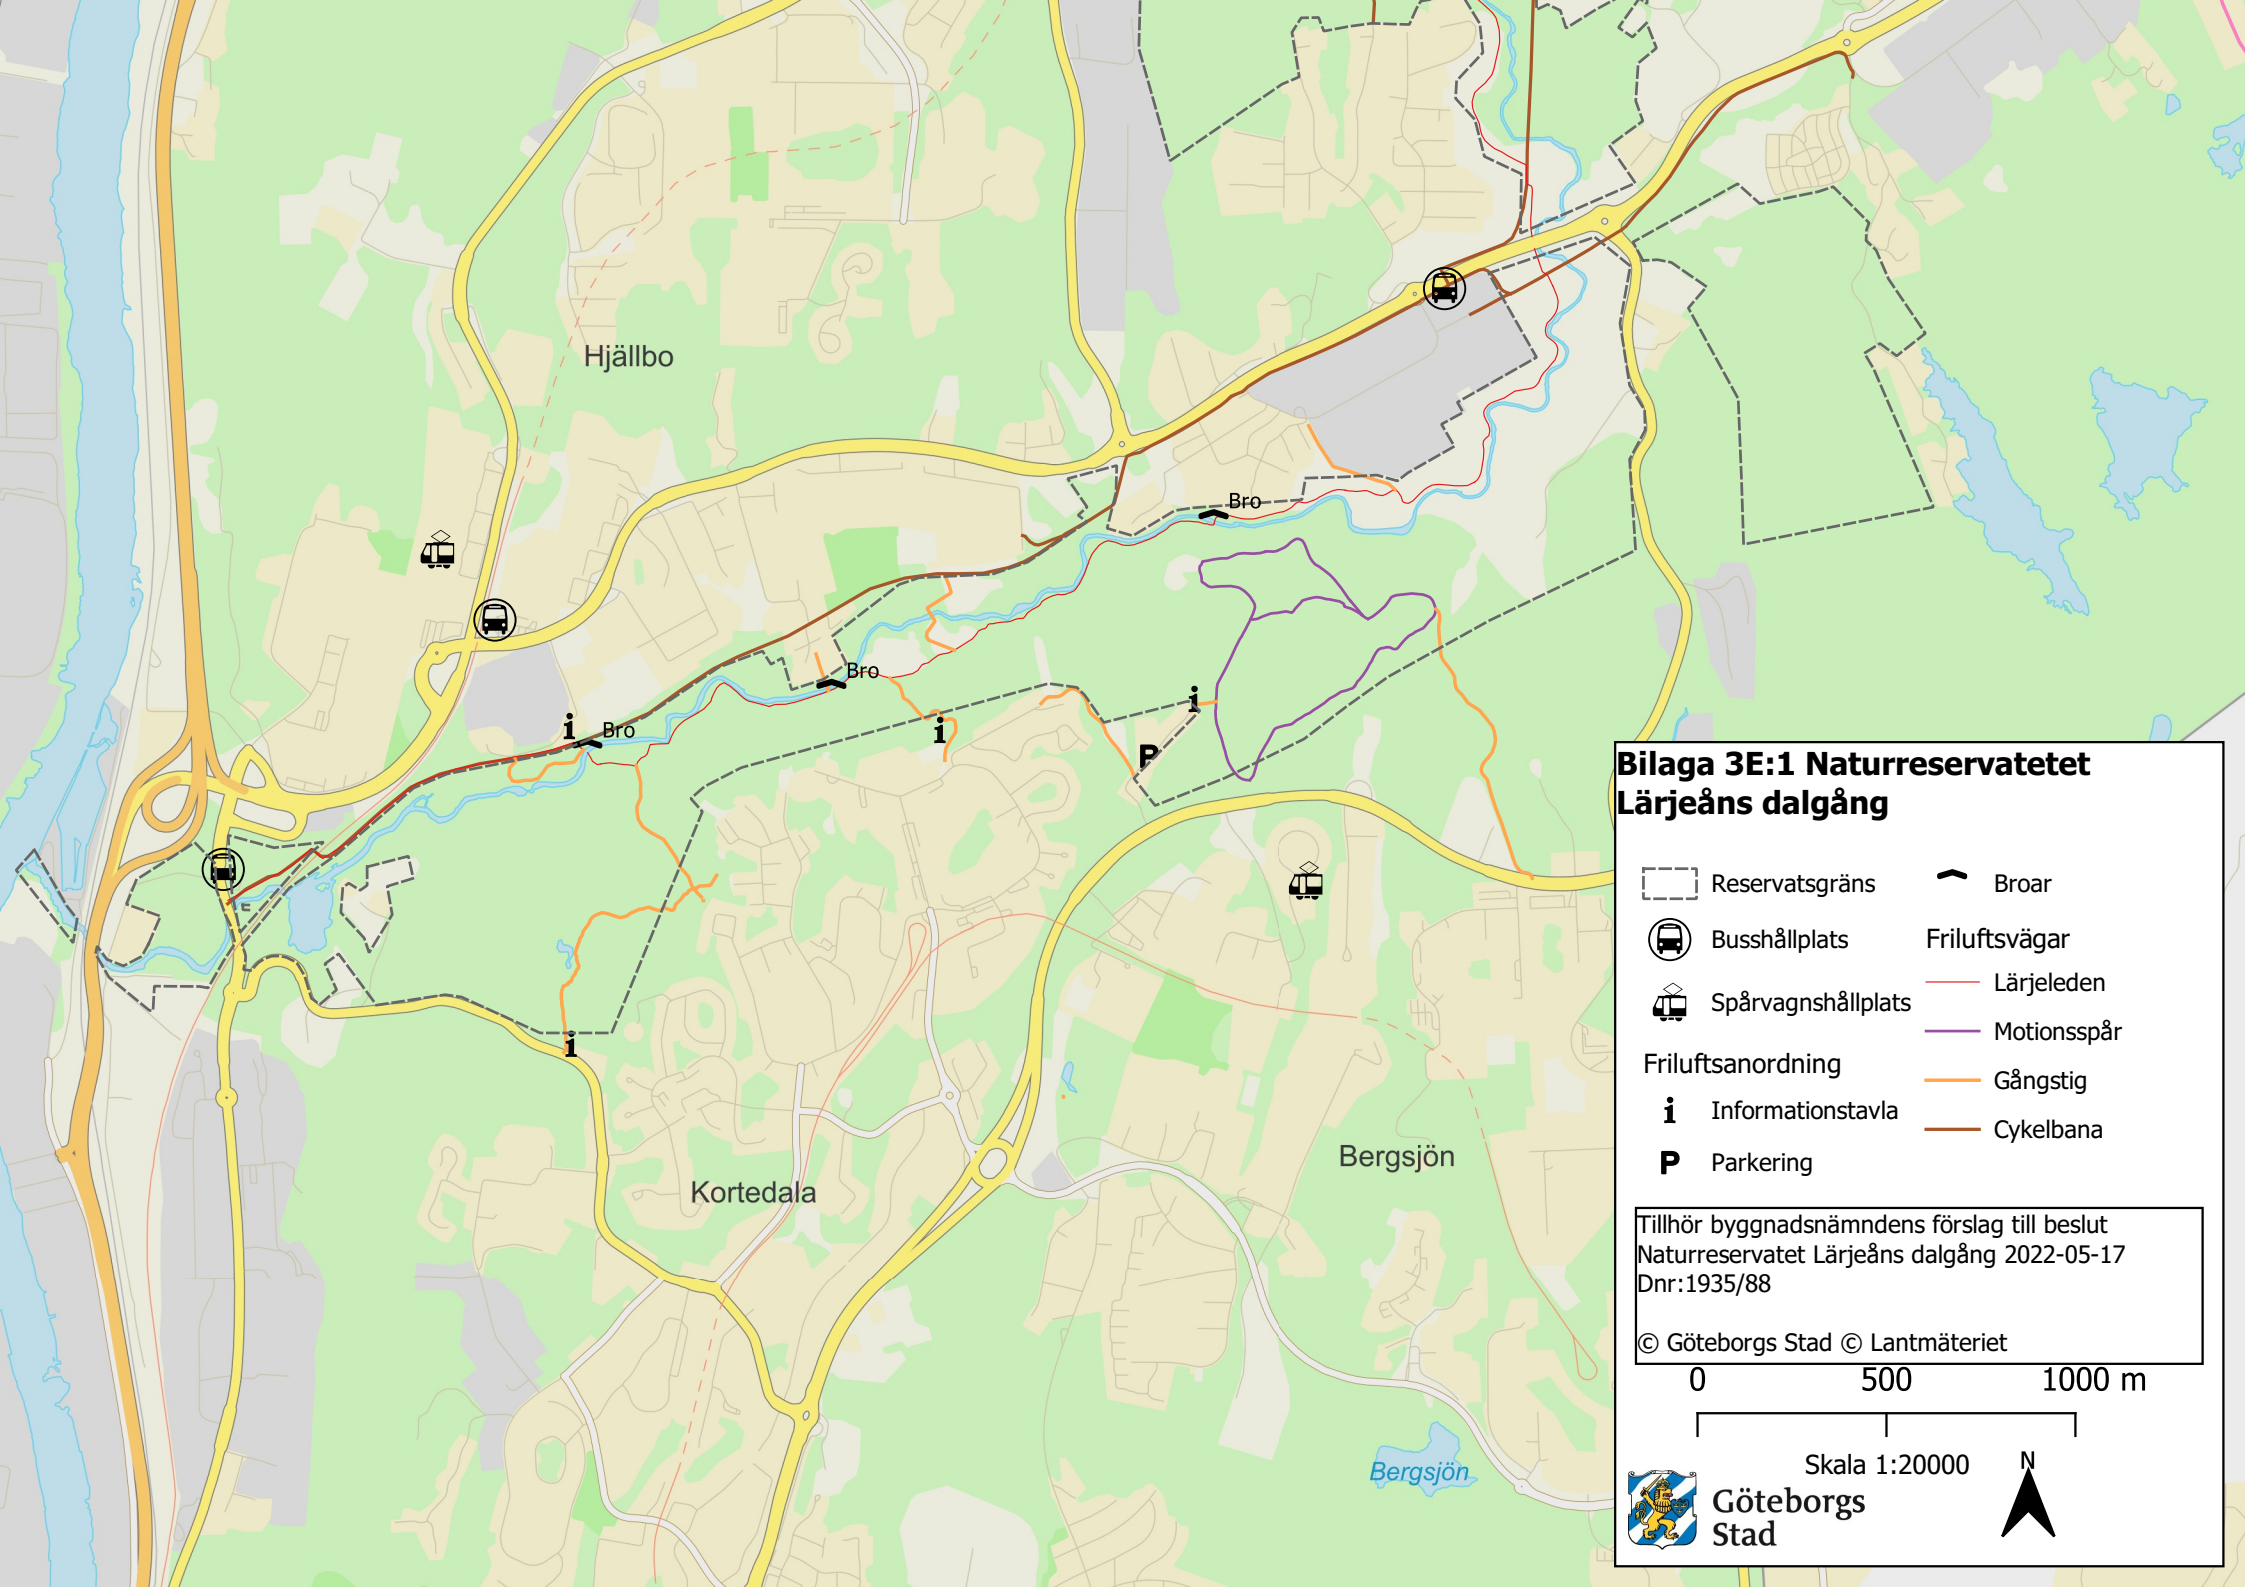 Hjällbo
Bro
Bro
i
Bro
i
i
P
i
Kortedala
Bergsjön
Bergsjön
Bilaga 3E:1 Naturreservatetet
Lärjeåns dalgång
Reservatsgräns
Busshållplats
Spårvagnshållplats
Friluftsanordning
i Informationstavla
P Parkering
Broar
Friluftsvägar
Lärjeleden
Motionsspår
Gångstig
Cykelbana
Tillhör byggnadsnämndens förslag till beslut
Naturreservatet Lärjeåns dalgång 2022-05-17
Dnr:1935/88
© Göteborgs Stad © Lantmäteriet
0 500 1000 m
Skala 1:20000
N
Göteborgs
Stad